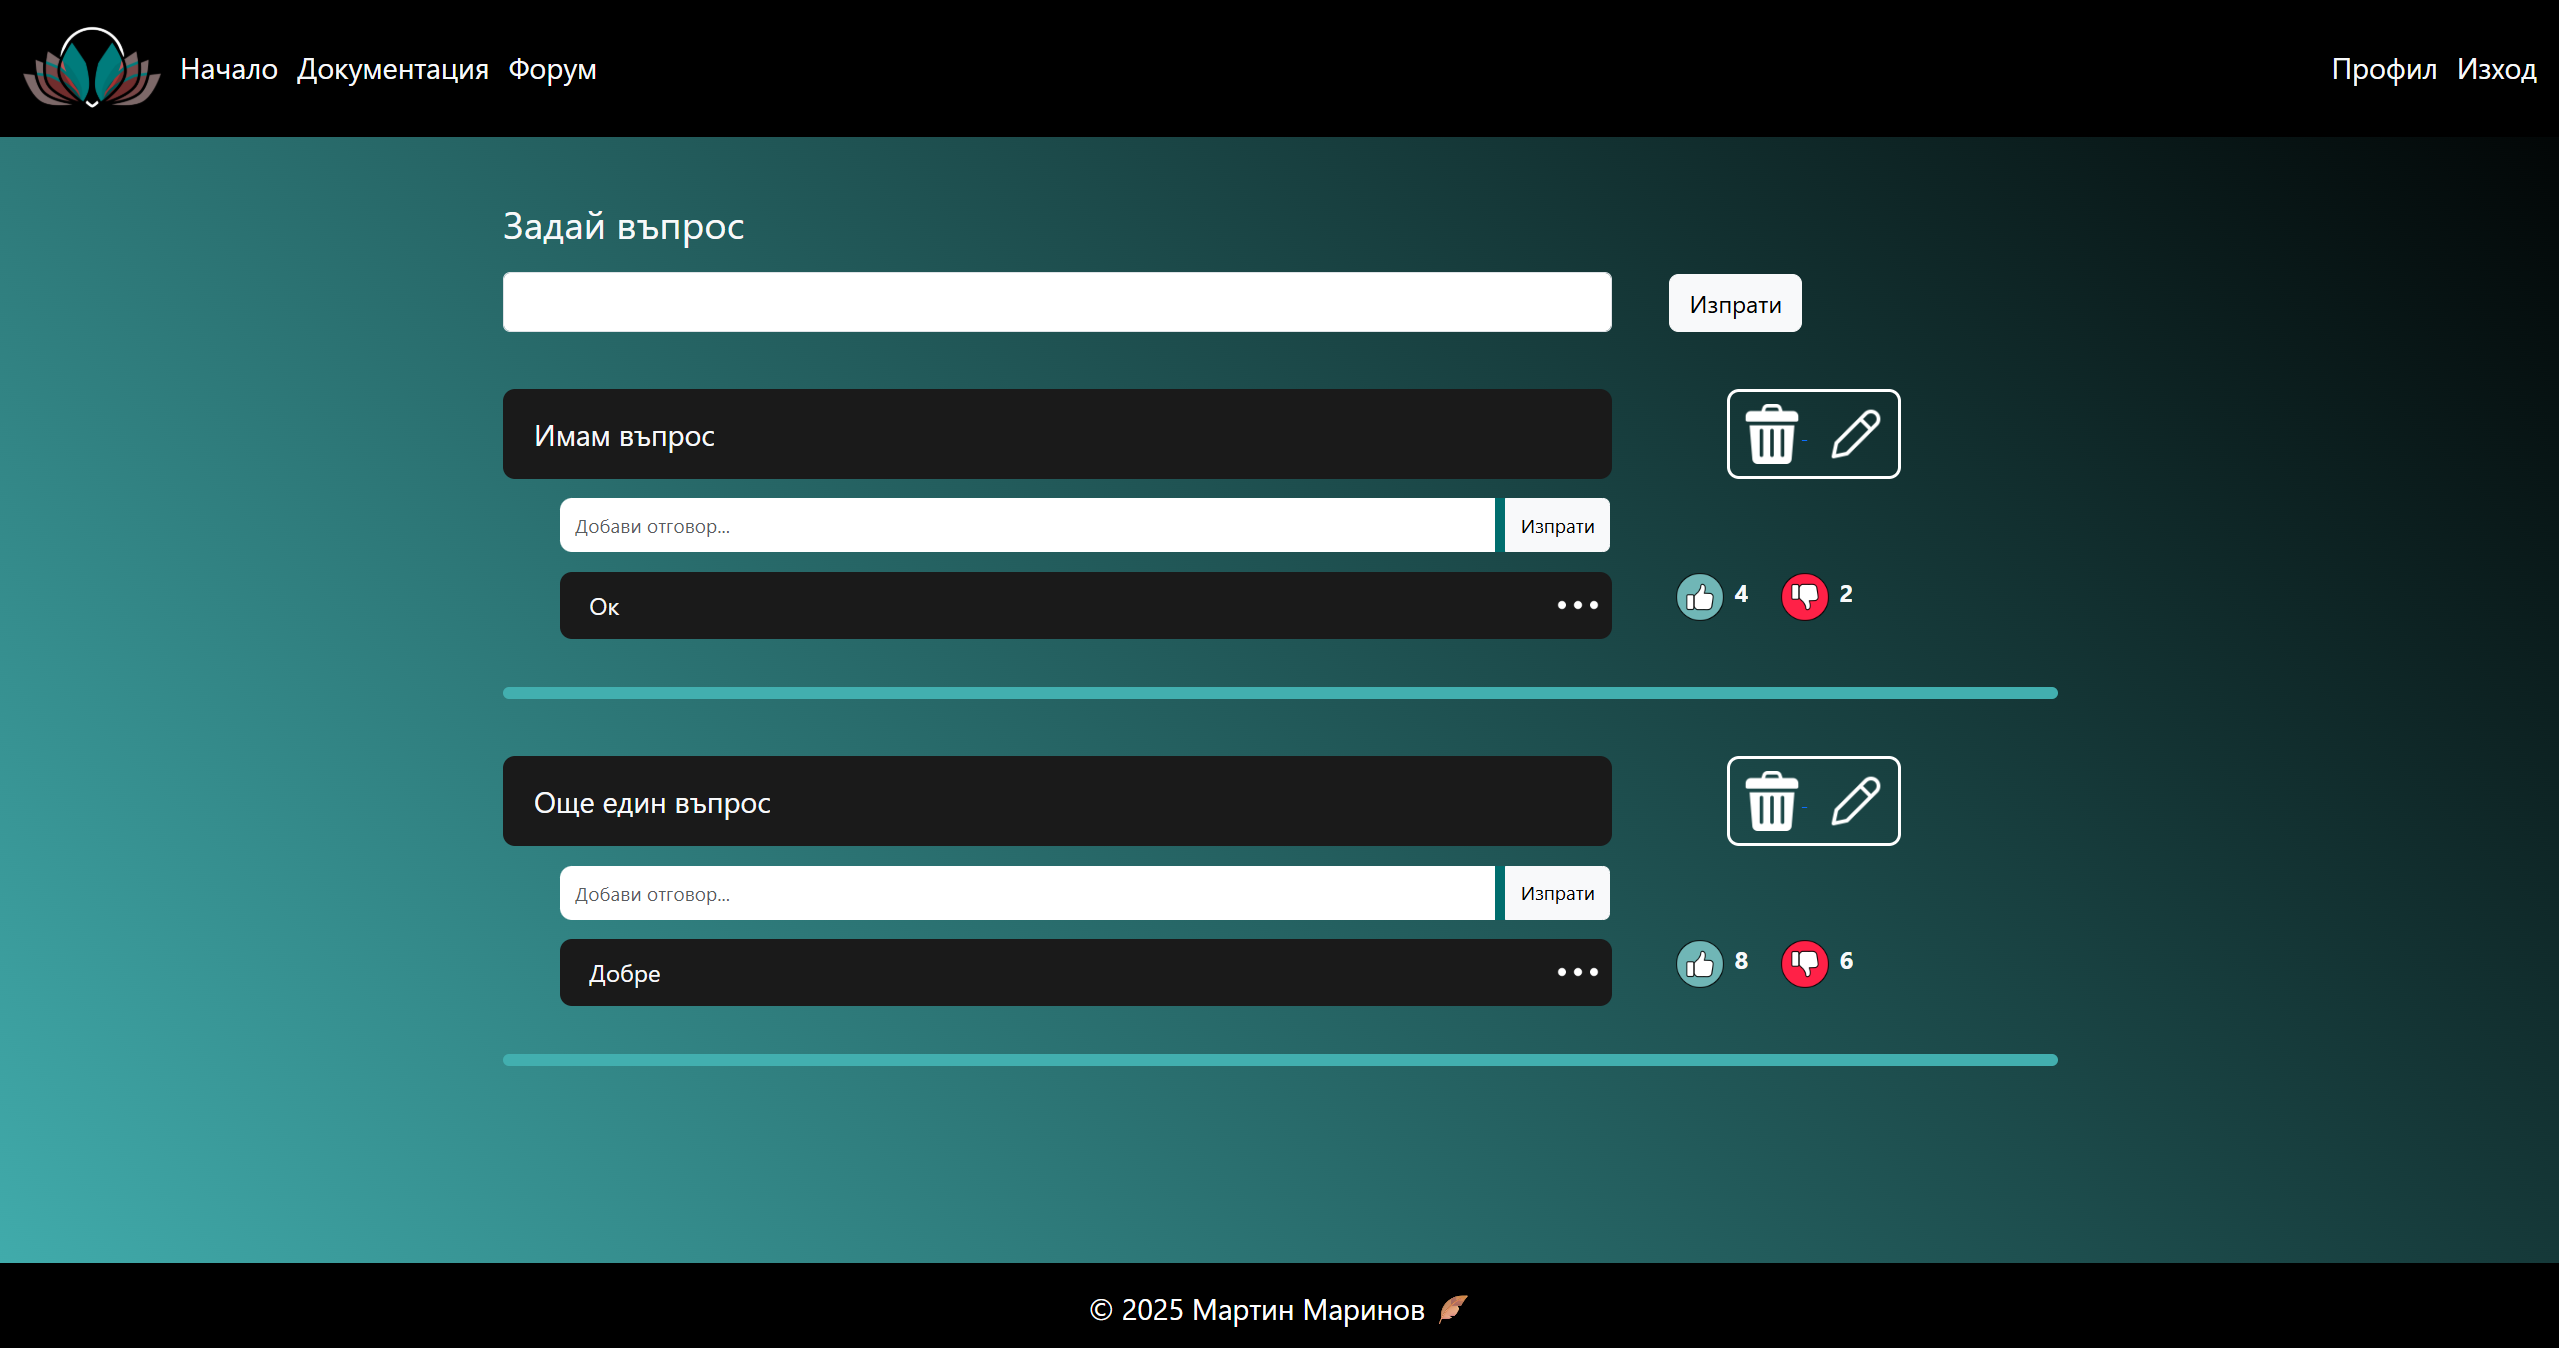 Начало Документация Форум Профил Изход
Задай въпрос
Изпрати
Имам въпрос
Добави отговор... Изпрати
Ок 4 2
Още един въпрос
Добави отговор... Изпрати
Добре 8 6
© 2025 Мартин Маринов